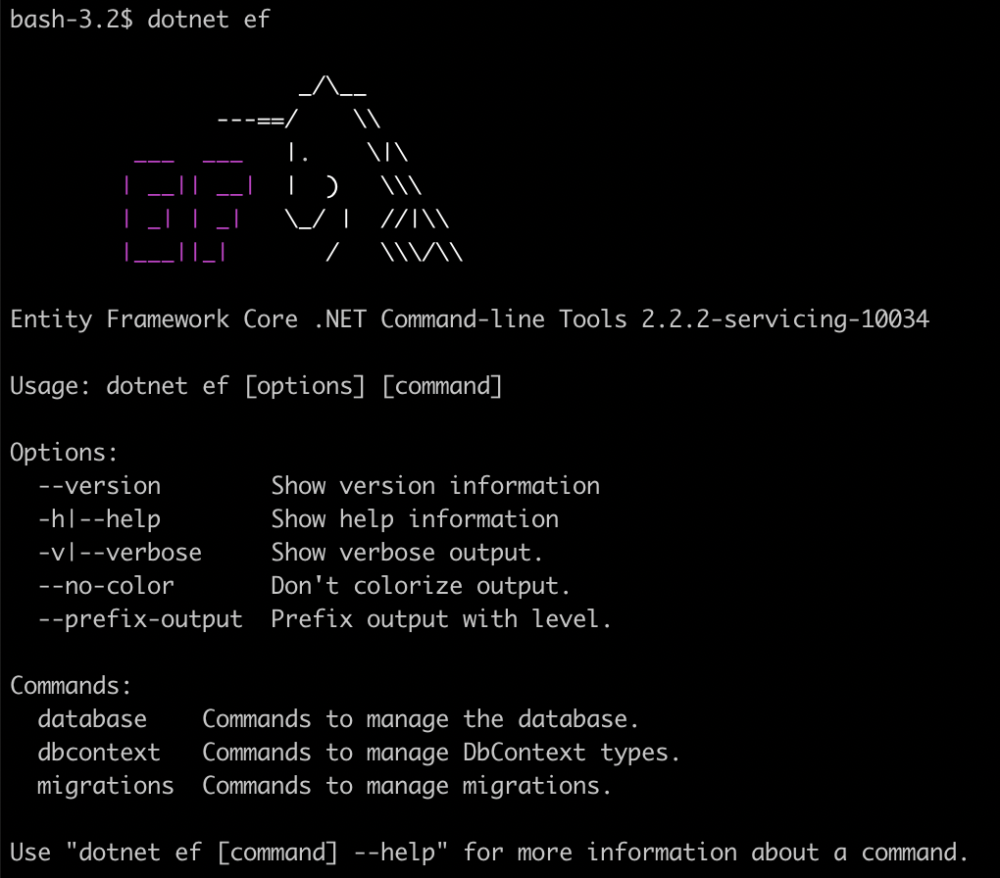 bash-3.2$ dotnet ef
                     _/\__
               ---==/    \\
         ___  ___   |.    \|\
        | __|| __|  |  )   \\\
        | _| | _|   \_/ |  //|\\
        |___||_|       /   \\\/\\
Entity Framework Core .NET Command-line Tools 2.2.2-servicing-10034
Usage: dotnet ef [options] [command]
Options:
  --version        Show version information
  -h|--help        Show help information
  -v|--verbose     Show verbose output.
  --no-color       Don't colorize output.
  --prefix-output  Prefix output with level.
Commands:
  database    Commands to manage the database.
  dbcontext   Commands to manage DbContext types.
  migrations  Commands to manage migrations.
Use "dotnet ef [command] --help" for more information about a command.